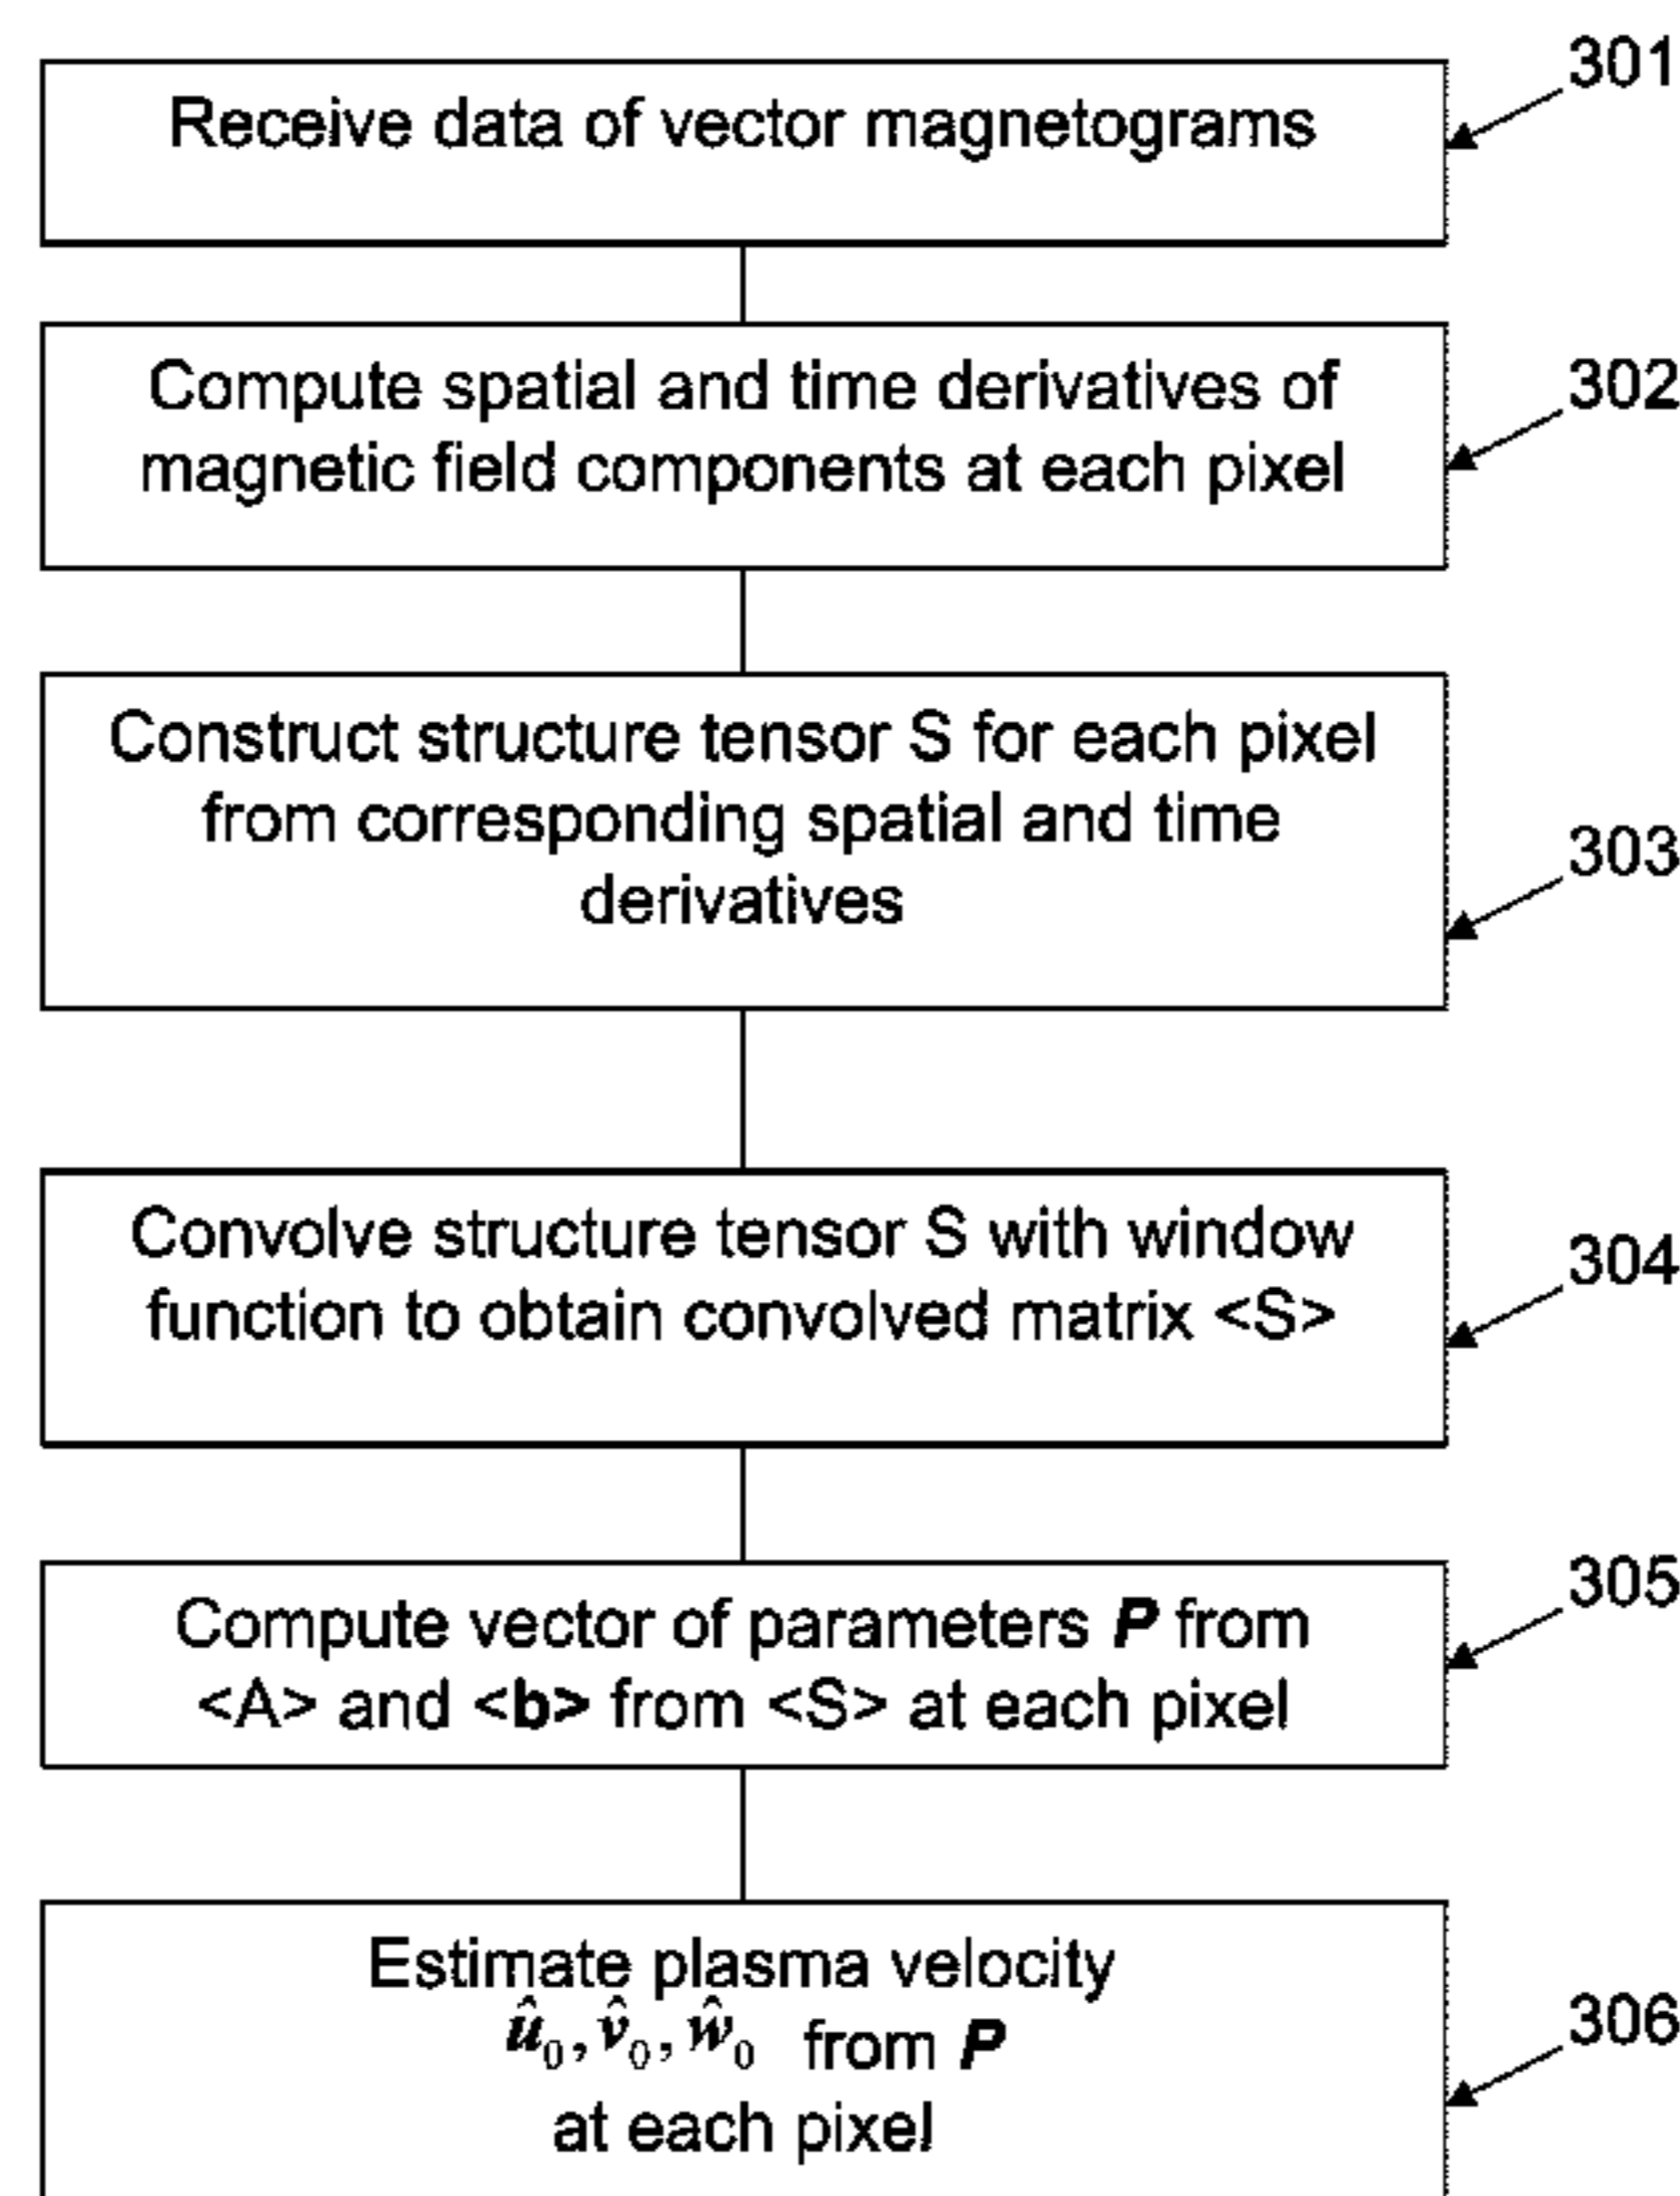 301
Receive data of vector magnetograms
302
Compute spatial and time derivatives of
magnetic field components at each pixel
Construct structure tensor S for each pixel
from corresponding spatial and time
derivatives
303
Convolve structure tensor S with window
function to obtain convolved matrix <S>
304
305
Compute vector of parameters P from
<A> and <b> from <S> at each pixel
Estimate plasma velocity
û₀, v̂₀, ŵ₀ from P
at each pixel
306